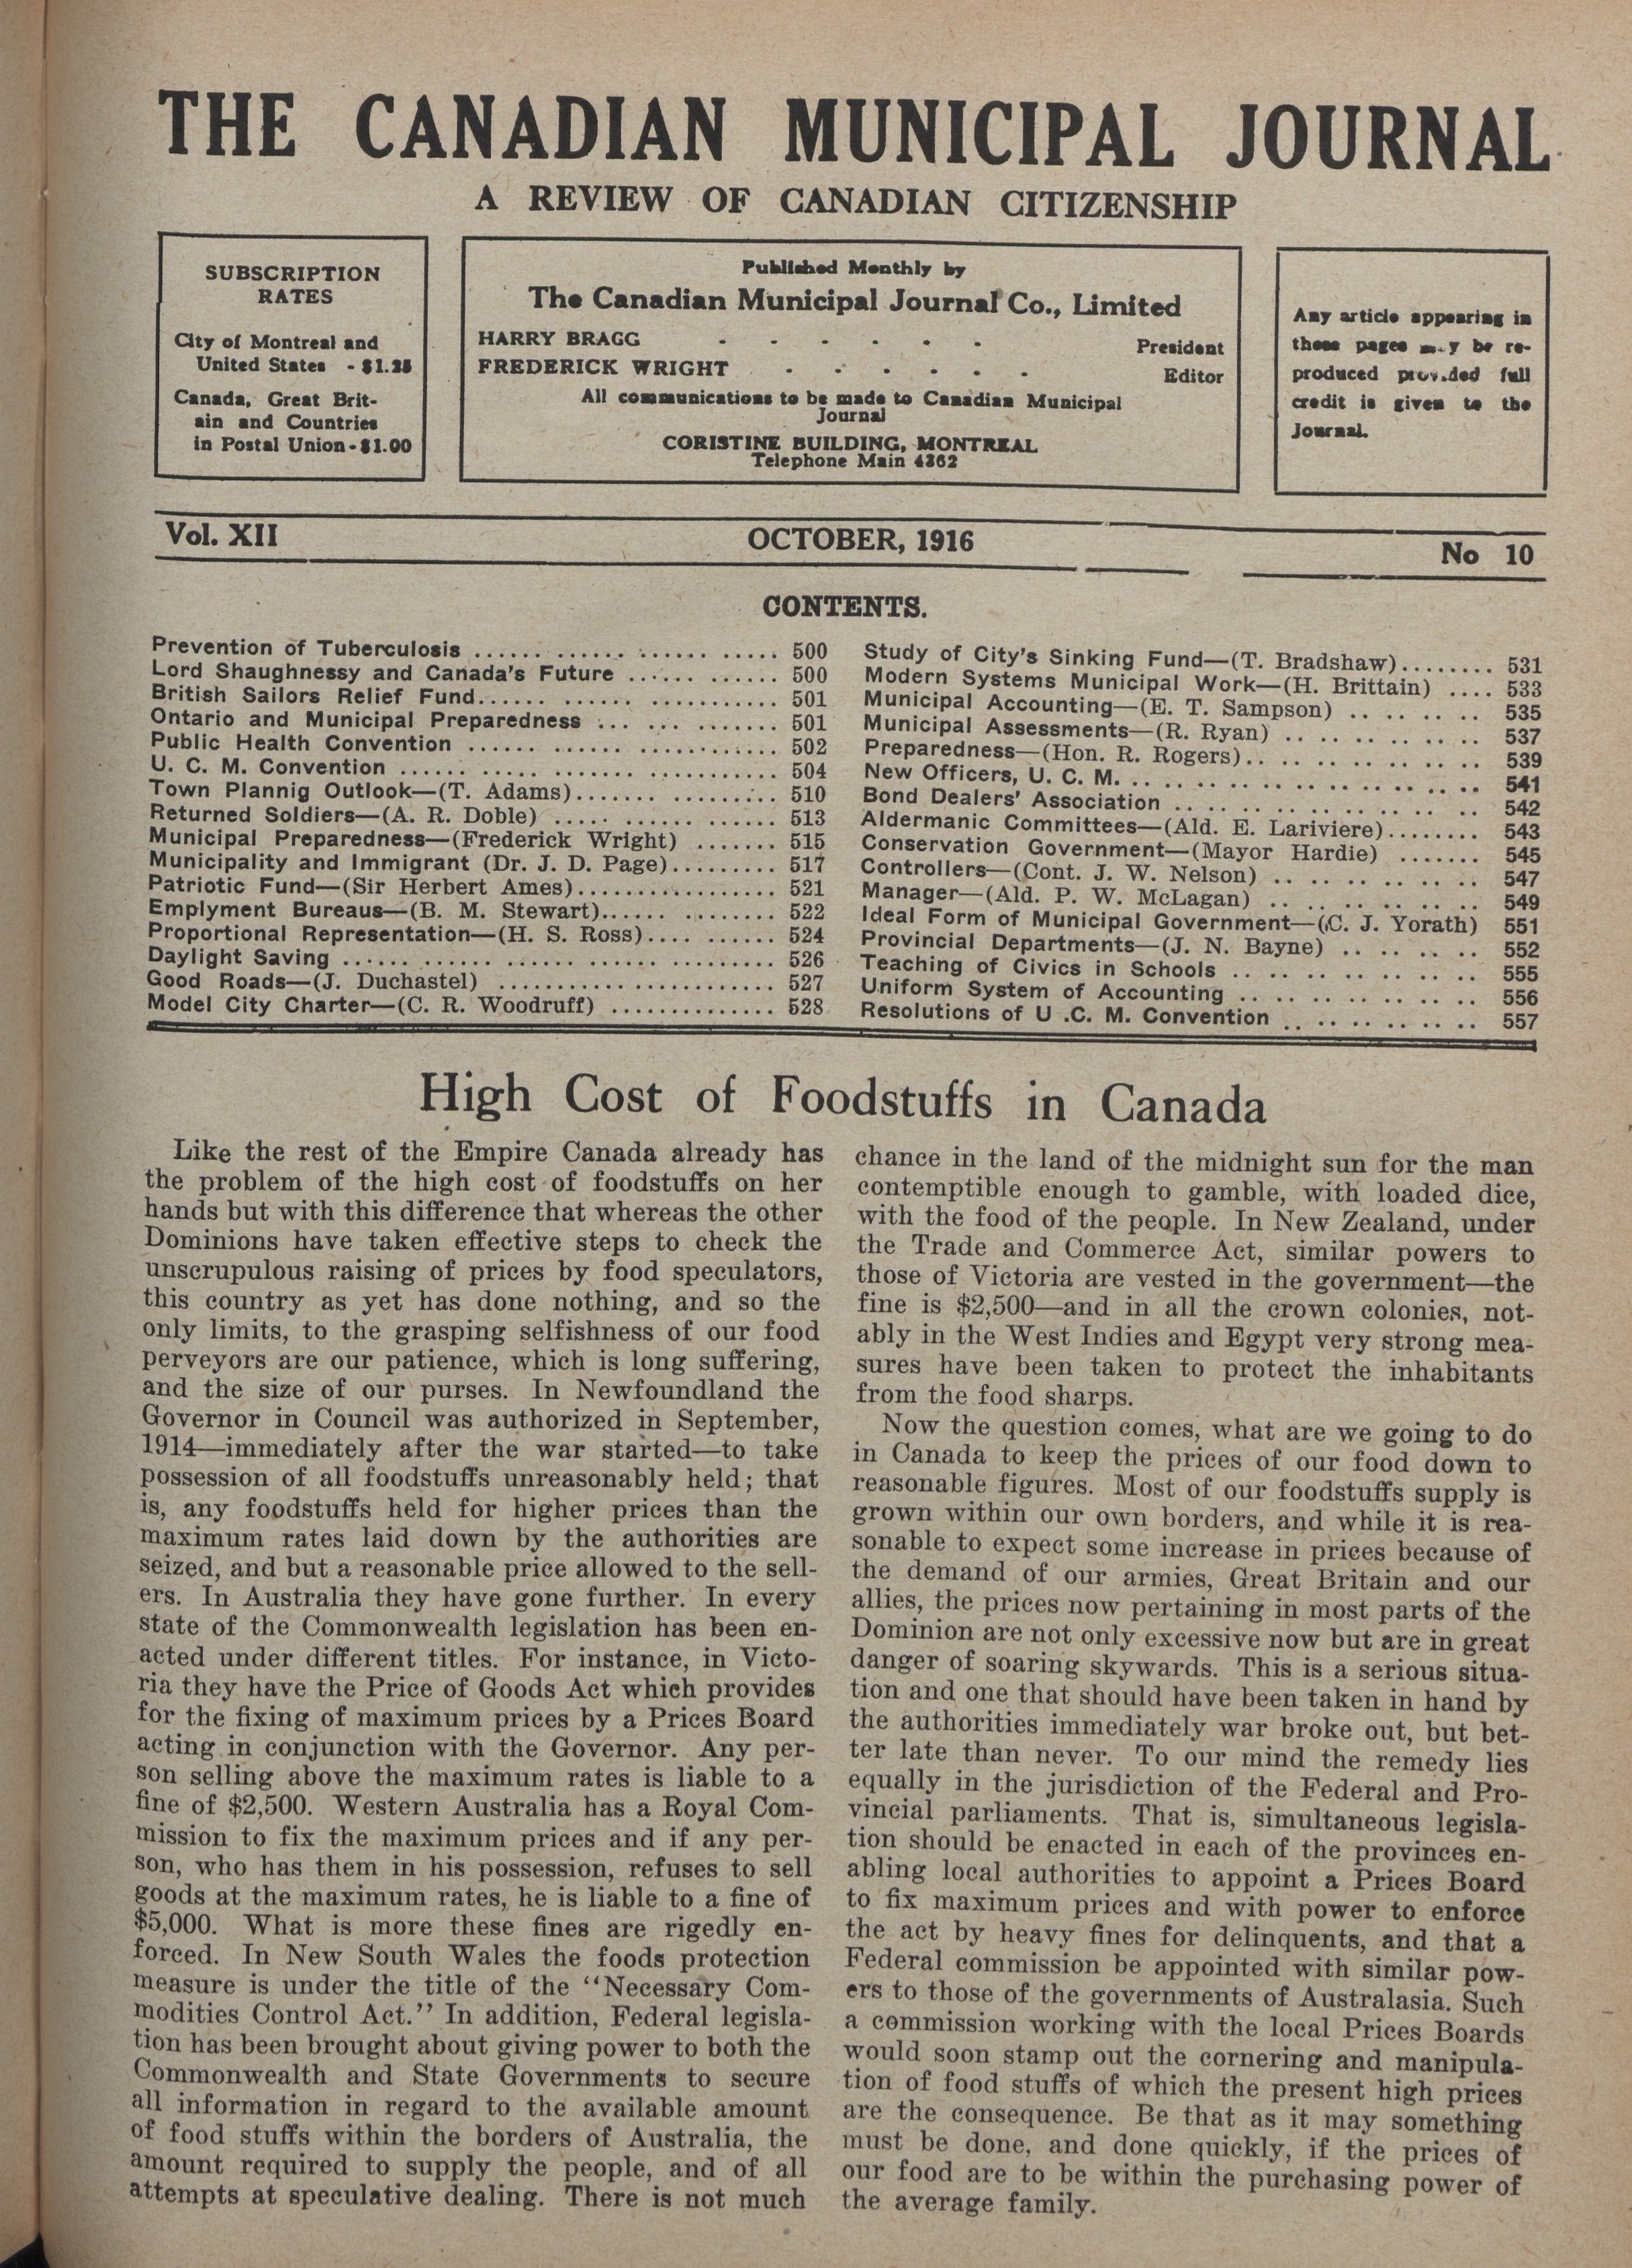 THE CANADIAN MUNICIPAL JOURNAL
A REVIEW OF CANADIAN CITIZENSHIP
SUBSCRIPTION
RATES
City of Montreal and
United States - $1.25
Canada, Great Brit-
ain and Countries
in Postal Union - $1.00
Published Monthly by
The Canadian Municipal Journal Co., Limited
HARRY BRAGG . . . . . . President
FREDERICK WRIGHT . . . . . . Editor
All communications to be made to Canadian Municipal
Journal
CORISTINE BUILDING, MONTREAL
Telephone Main 4362
Any article appearing in
these pages may be re-
produced provided full
credit is given to the
Journal.
Vol. XII OCTOBER, 1916 No 10
CONTENTS.
Prevention of Tuberculosis ........................ 500
Lord Shaughnessy and Canada's Future ............ 500
British Sailors Relief Fund........................ 501
Ontario and Municipal Preparedness ............. 501
Public Health Convention ........................ 502
U. C. M. Convention ............................ 504
Town Plannig Outlook—(T. Adams)................ 510
Returned Soldiers—(A. R. Doble) ................ 513
Municipal Preparedness—(Frederick Wright) ....... 515
Municipality and Immigrant (Dr. J. D. Page)......... 517
Patriotic Fund—(Sir Herbert Ames)................. 521
Emplyment Bureaus—(B. M. Stewart).............. 522
Proportional Representation—(H. S. Ross).......... 524
Daylight Saving ................................ 526
Good Roads—(J. Duchastel) ...................... 527
Model City Charter—(C. R. Woodruff) .............. 528
Study of City's Sinking Fund—(T. Bradshaw)........ 531
Modern Systems Municipal Work—(H. Brittain) .... 533
Municipal Accounting—(E. T. Sampson) .. .. .. .. 535
Municipal Assessments—(R. Ryan) .. .. .. .. .. 537
Preparedness—(Hon. R. Rogers).. .. .. .. .. .. 539
New Officers, U. C. M. .. .. .. .. .. .. .. .. 541
Bond Dealers' Association .. .. .. .. .. .. .. 542
Aldermanic Committees—(Ald. E. Lariviere)........ 543
Conservation Government—(Mayor Hardie) ....... 545
Controllers—(Cont. J. W. Nelson) .. .. .. .. .. 547
Manager—(Ald. P. W. McLagan) .. .. .. .. .. .. 549
Ideal Form of Municipal Government—(C. J. Yorath) 551
Provincial Departments—(J. N. Bayne) .. .. .. .. 552
Teaching of Civics in Schools .. .. .. .. .. .. 555
Uniform System of Accounting .. .. .. .. .. .. 556
Resolutions of U .C. M. Convention .. .. .. .. .. 557
High Cost of Foodstuffs in Canada
Like the rest of the Empire Canada already has
the problem of the high cost of foodstuffs on her
hands but with this difference that whereas the other
Dominions have taken effective steps to check the
unscrupulous raising of prices by food speculators,
this country as yet has done nothing, and so the
only limits, to the grasping selfishness of our food
perveyors are our patience, which is long suffering,
and the size of our purses. In Newfoundland the
Governor in Council was authorized in September,
1914—immediately after the war started—to take
possession of all foodstuffs unreasonably held; that
is, any foodstuffs held for higher prices than the
maximum rates laid down by the authorities are
seized, and but a reasonable price allowed to the sell-
ers. In Australia they have gone further. In every
state of the Commonwealth legislation has been en-
acted under different titles. For instance, in Victo-
ria they have the Price of Goods Act which provides
for the fixing of maximum prices by a Prices Board
acting in conjunction with the Governor. Any per-
son selling above the maximum rates is liable to a
fine of $2,500. Western Australia has a Royal Com-
mission to fix the maximum prices and if any per-
son, who has them in his possession, refuses to sell
goods at the maximum rates, he is liable to a fine of
$5,000. What is more these fines are rigedly en-
forced. In New South Wales the foods protection
measure is under the title of the "Necessary Com-
modities Control Act." In addition, Federal legisla-
tion has been brought about giving power to both the
Commonwealth and State Governments to secure
all information in regard to the available amount
of food stuffs within the borders of Australia, the
amount required to supply the people, and of all
attempts at speculative dealing. There is not much
chance in the land of the midnight sun for the man
contemptible enough to gamble, with loaded dice,
with the food of the people. In New Zealand, under
the Trade and Commerce Act, similar powers to
those of Victoria are vested in the government—the
fine is $2,500—and in all the crown colonies, not-
ably in the West Indies and Egypt very strong mea-
sures have been taken to protect the inhabitants
from the food sharps.
Now the question comes, what are we going to do
in Canada to keep the prices of our food down to
reasonable figures. Most of our foodstuffs supply is
grown within our own borders, and while it is rea-
sonable to expect some increase in prices because of
the demand of our armies, Great Britain and our
allies, the prices now pertaining in most parts of the
Dominion are not only excessive now but are in great
danger of soaring skywards. This is a serious situa-
tion and one that should have been taken in hand by
the authorities immediately war broke out, but bet-
ter late than never. To our mind the remedy lies
equally in the jurisdiction of the Federal and Pro-
vincial parliaments. That is, simultaneous legisla-
tion should be enacted in each of the provinces en-
abling local authorities to appoint a Prices Board
to fix maximum prices and with power to enforce
the act by heavy fines for delinquents, and that a
Federal commission be appointed with similar pow-
ers to those of the governments of Australasia. Such
a commission working with the local Prices Boards
would soon stamp out the cornering and manipula-
tion of food stuffs of which the present high prices
are the consequence. Be that as it may something
must be done, and done quickly, if the prices of
our food are to be within the purchasing power of
the average family.